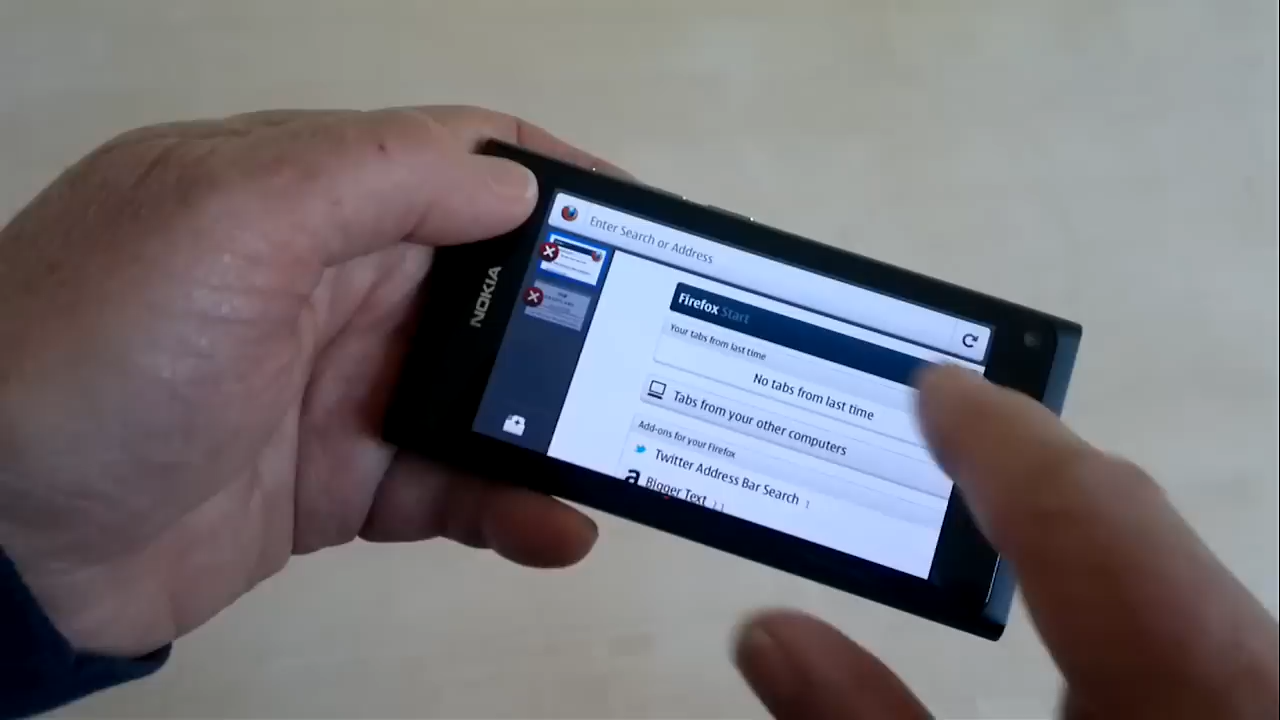 NOKIA
Enter Search or Address
Firefox Start
Your tabs from last time
No tabs from last time
Tabs from your other computers
Add-ons for your Firefox
Twitter Address Bar Search
a Bigger Text